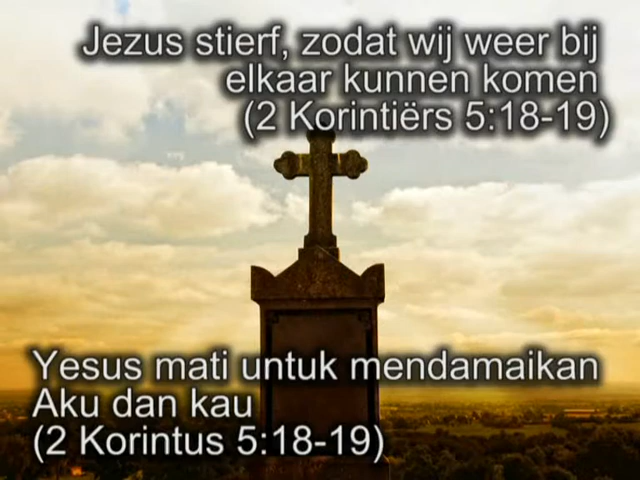 Jezus stierf, zodat wij weer bij
elkaar kunnen komen
(2 Korintiërs 5:18-19)
Yesus mati untuk mendamaikan
Aku dan kau
(2 Korintus 5:18-19)